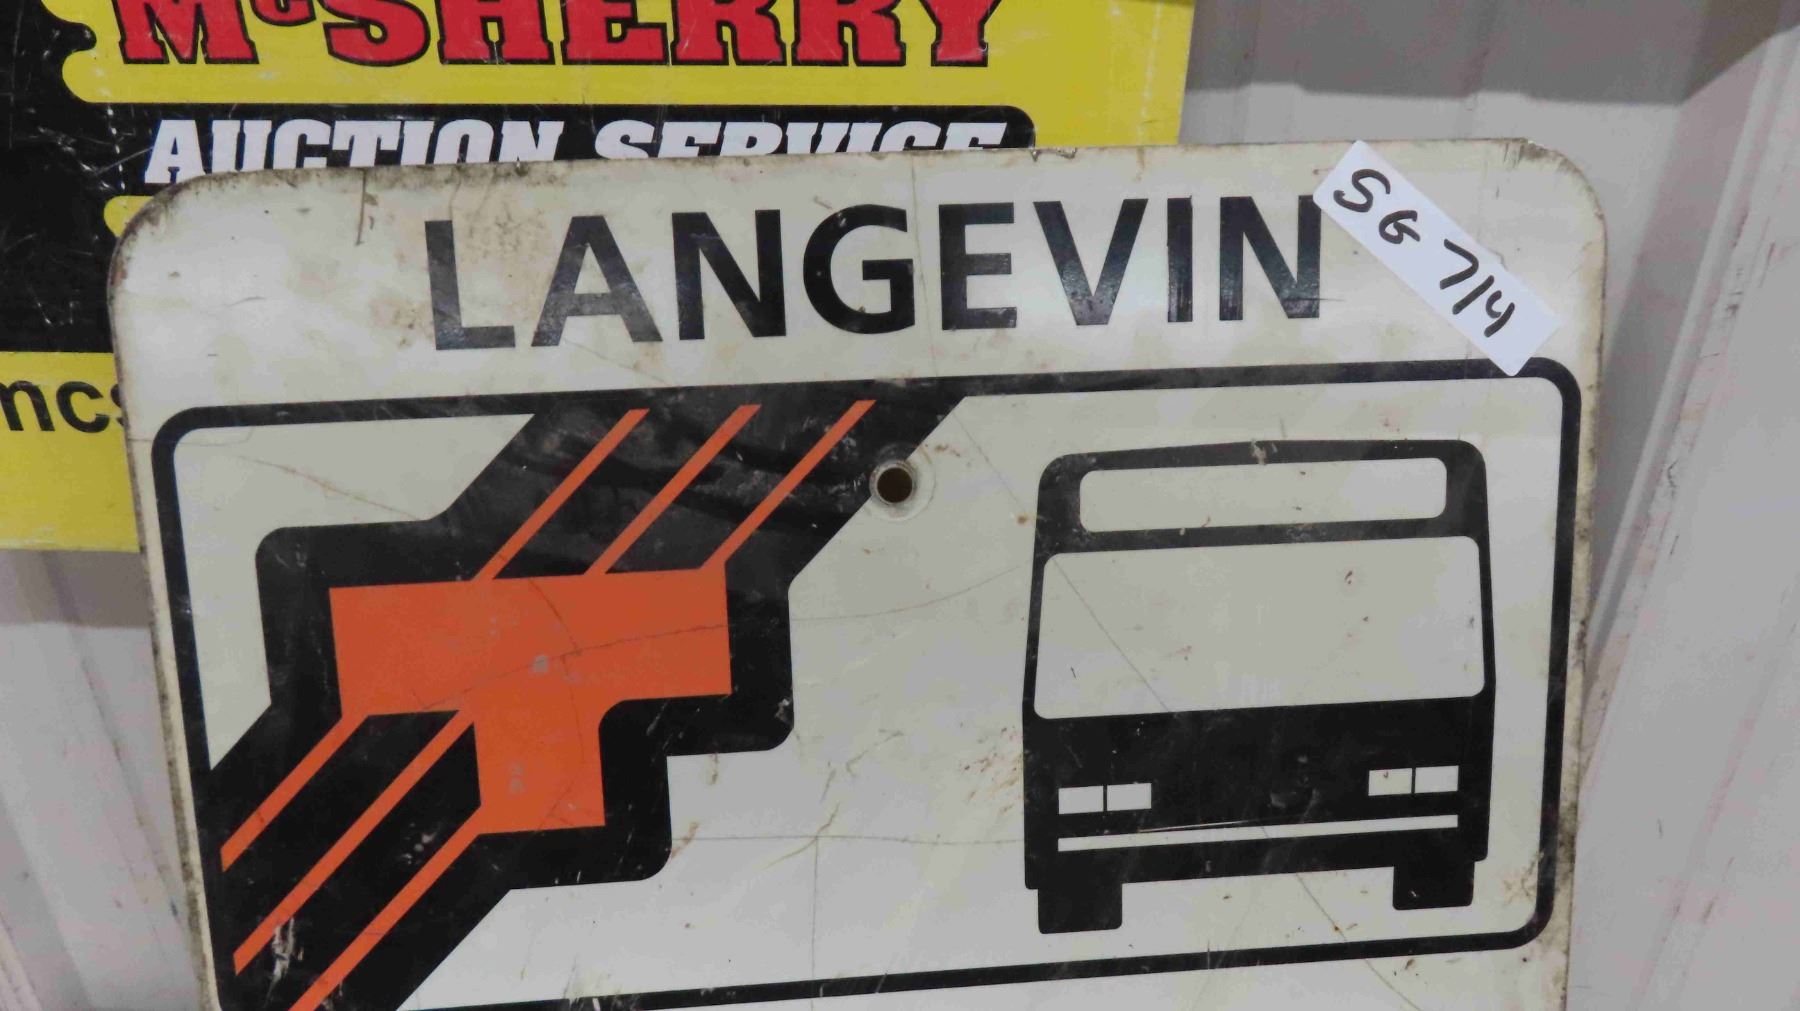 McSHERRY
AUCTION SERVICE
mcs
LANGEVIN
SG 714